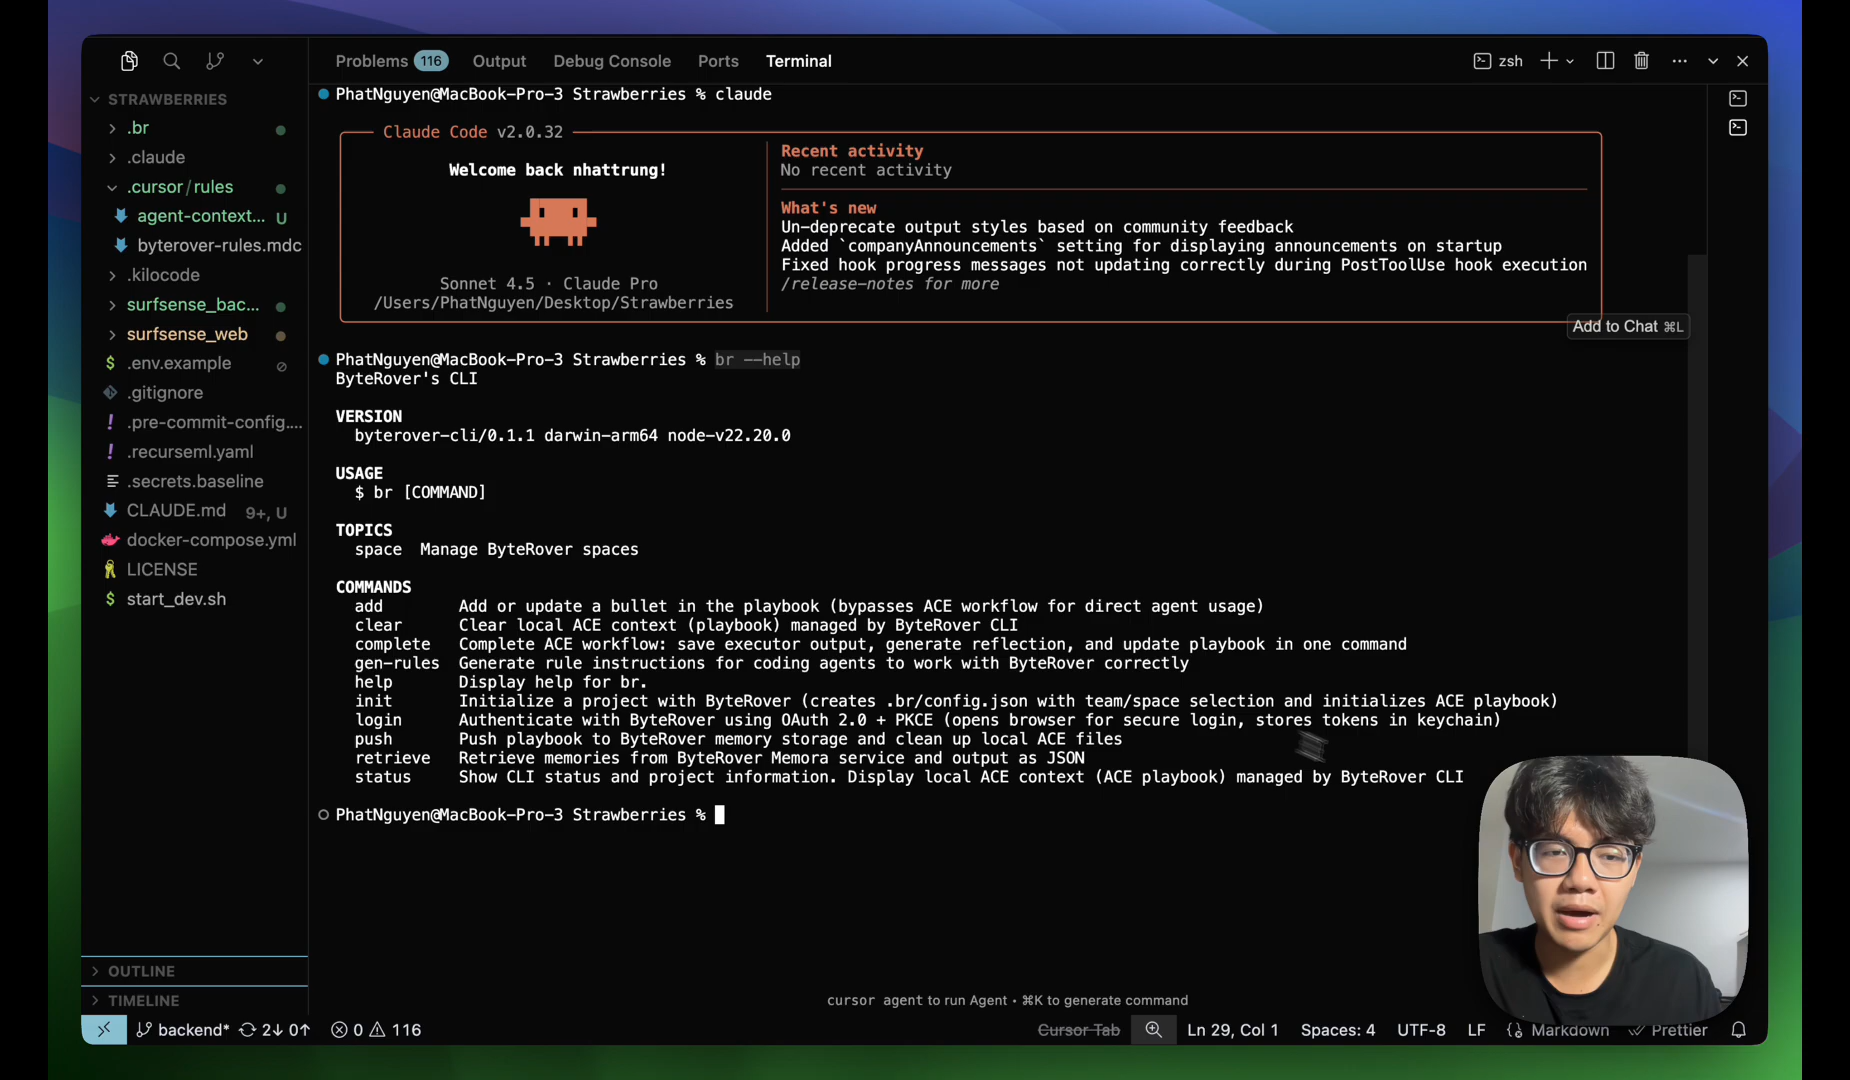 Problems 116 Output Debug Console Ports Terminal
zsh
STRAWBERRIES
.br
.claude
.cursor/rules
agent-context... U
byterover-rules.mdc
.kilocode
surfsense_bac...
surfsense_web
.env.example
.gitignore
.pre-commit-config....
.recurseml.yaml
.secrets.baseline
CLAUDE.md 9+, U
docker-compose.yml
LICENSE
start_dev.sh
OUTLINE
TIMELINE
PhatNguyen@MacBook-Pro-3 Strawberries % claude
Claude Code v2.0.32
Welcome back nhattrung!
Sonnet 4.5 · Claude Pro
/Users/PhatNguyen/Desktop/Strawberries
Recent activity
No recent activity
What's new
Un-deprecate output styles based on community feedback
Added `companyAnnouncements` setting for displaying announcements on startup
Fixed hook progress messages not updating correctly during PostToolUse hook execution
/release-notes for more
Add to Chat ⌘L
PhatNguyen@MacBook-Pro-3 Strawberries % br --help
ByteRover's CLI
VERSION
byterover-cli/0.1.1 darwin-arm64 node-v22.20.0
USAGE
$ br [COMMAND]
TOPICS
space Manage ByteRover spaces
COMMANDS
add Add or update a bullet in the playbook (bypasses ACE workflow for direct agent usage)
clear Clear local ACE context (playbook) managed by ByteRover CLI
complete Complete ACE workflow: save executor output, generate reflection, and update playbook in one command
gen-rules Generate rule instructions for coding agents to work with ByteRover correctly
help Display help for br.
init Initialize a project with ByteRover (creates .br/config.json with team/space selection and initializes ACE playbook)
login Authenticate with ByteRover using OAuth 2.0 + PKCE (opens browser for secure login, stores tokens in keychain)
push Push playbook to ByteRover memory storage and clean up local ACE files
retrieve Retrieve memories from ByteRover Memora service and output as JSON
status Show CLI status and project information. Display local ACE context (ACE playbook) managed by ByteRover CLI
PhatNguyen@MacBook-Pro-3 Strawberries %
cursor agent to run Agent • ⌘K to generate command
backend* 2↓ 0↑ 0 116 Cursor Tab Ln 29, Col 1 Spaces: 4 UTF-8 LF Markdown Prettier